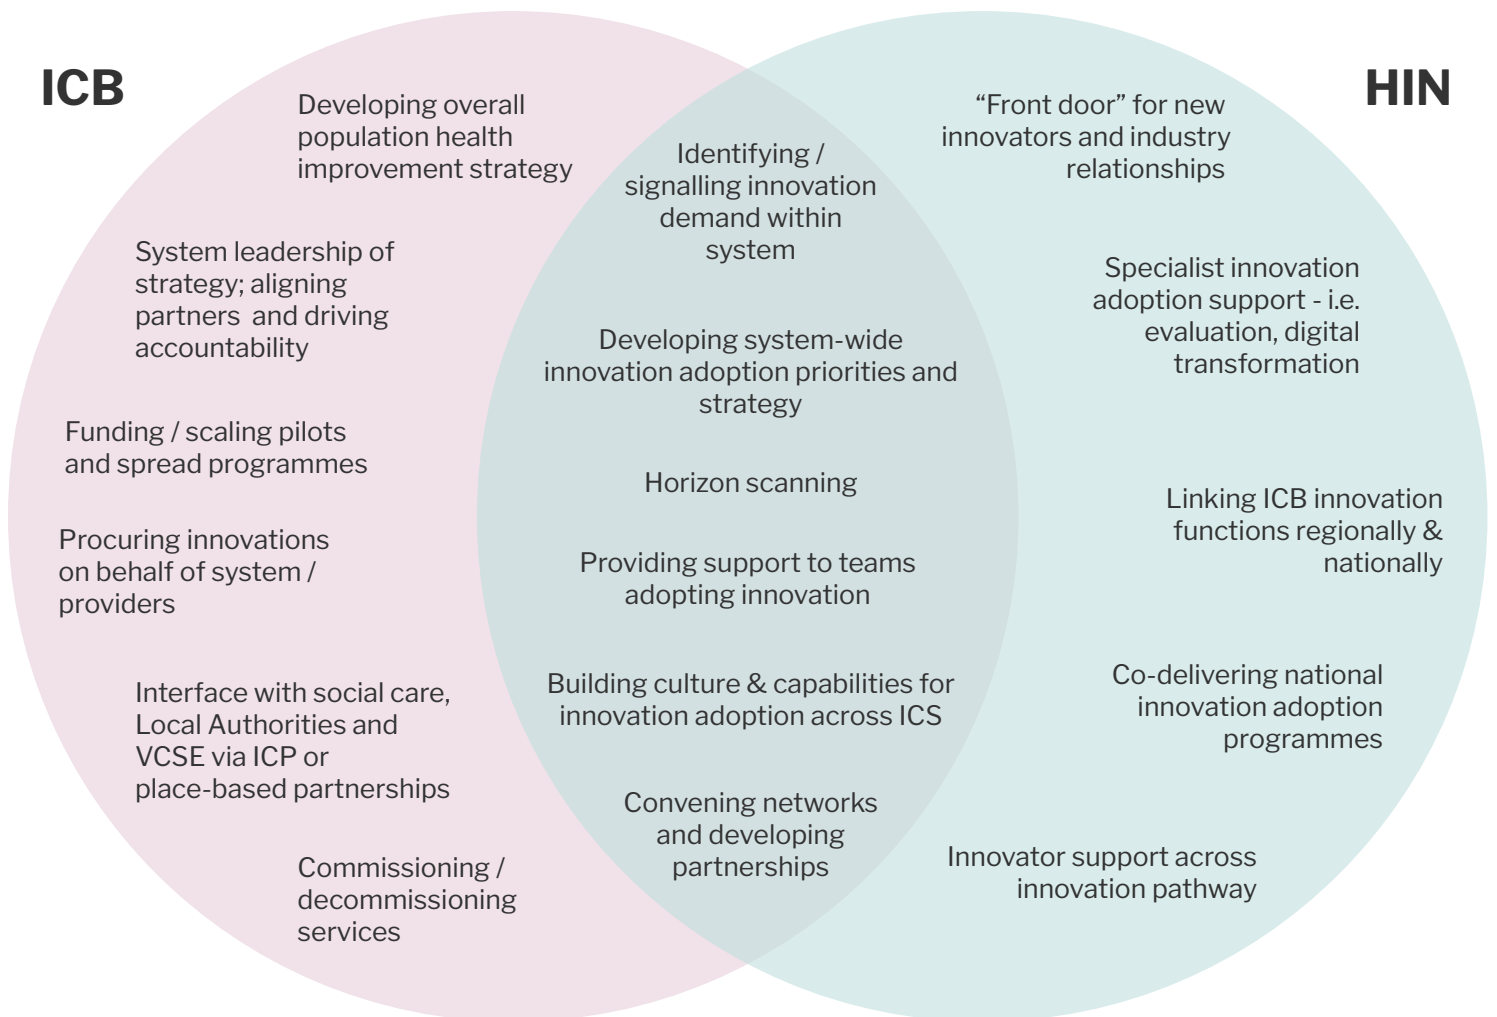 ICB
Developing overall
population health
improvement strategy
System leadership of
strategy; aligning
partners and driving
accountability
Funding / scaling pilots
and spread programmes
Procuring innovations
on behalf of system /
providers
Interface with social care,
Local Authorities and
VCSE via ICP or
place-based partnerships
Commissioning /
decommissioning
services
Identifying /
signalling innovation
demand within
system
Developing system-wide
innovation adoption priorities and
strategy
Horizon scanning
Providing support to teams
adopting innovation
Building culture & capabilities for
innovation adoption across ICS
Convening networks
and developing
partnerships
HIN
“Front door” for new
innovators and industry
relationships
Specialist innovation
adoption support - i.e.
evaluation, digital
transformation
Linking ICB innovation
functions regionally &
nationally
Co-delivering national
innovation adoption
programmes
Innovator support across
innovation pathway